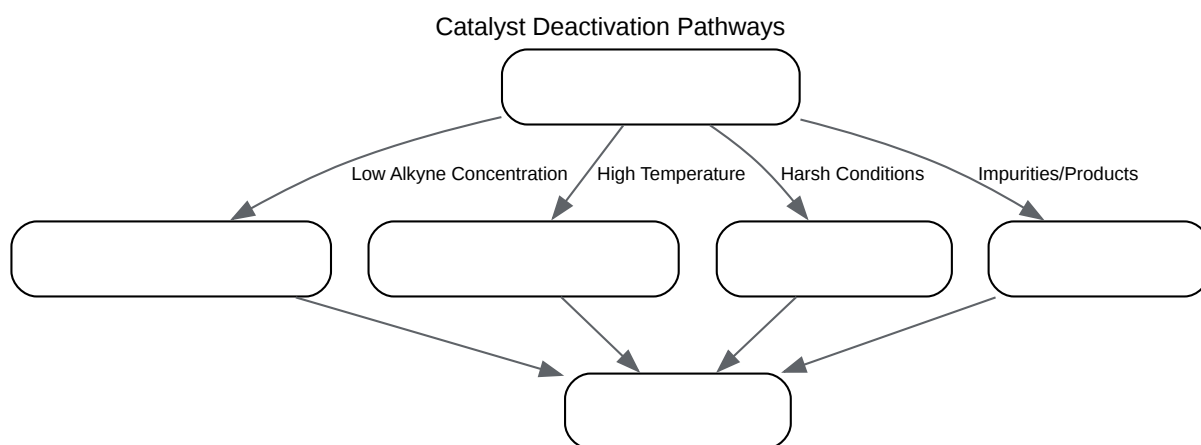 Catalyst Deactivation Pathways
Low Alkyne Concentration
High Temperature
Harsh Conditions
Impurities/Products